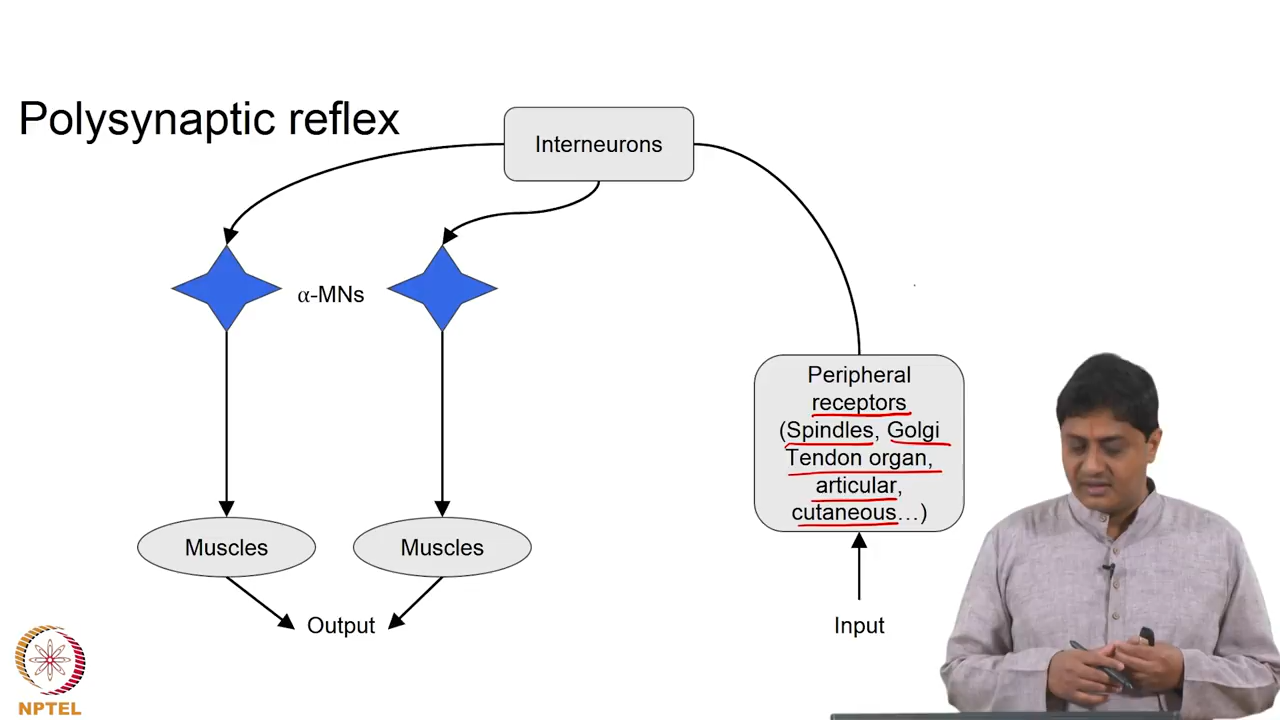 Polysynaptic reflex
Interneurons
α-MNs
Peripheral
receptors
(Spindles, Golgi
Tendon organ,
articular,
cutaneous...)
Muscles
Muscles
Output
Input
NPTEL